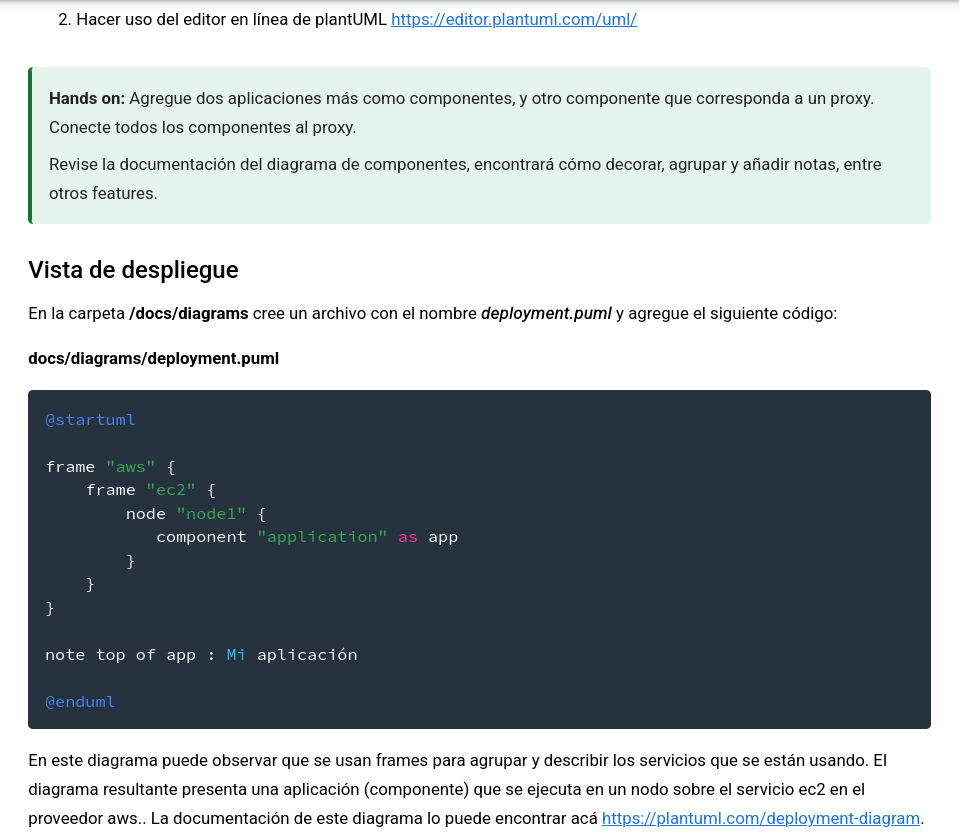 2. Hacer uso del editor en línea de plantUML https://editor.plantuml.com/uml/
Hands on: Agregue dos aplicaciones más como componentes, y otro componente que corresponda a un proxy.
Conecte todos los componentes al proxy.
Revise la documentación del diagrama de componentes, encontrará cómo decorar, agrupar y añadir notas, entre
otros features.
Vista de despliegue
En la carpeta /docs/diagrams cree un archivo con el nombre deployment.puml y agregue el siguiente código:
docs/diagrams/deployment.puml
@startuml
frame "aws" {
    frame "ec2" {
        node "node1" {
           component "application" as app
        }
    }
}
note top of app : Mi aplicación
@enduml
En este diagrama puede observar que se usan frames para agrupar y describir los servicios que se están usando. El
diagrama resultante presenta una aplicación (componente) que se ejecuta en un nodo sobre el servicio ec2 en el
proveedor aws.. La documentación de este diagrama lo puede encontrar acá https://plantuml.com/deployment-diagram.